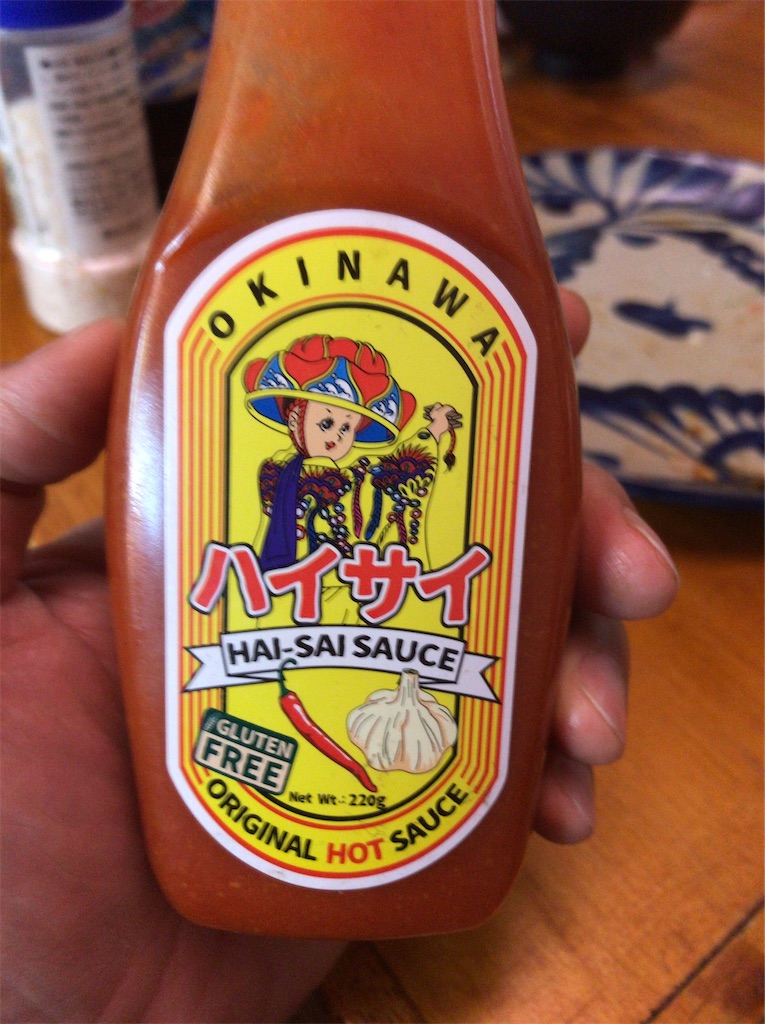 OKINAWA
ハイサイ
HAI-SAI SAUCE
#GLUTEN
FREE
Net Wt.: 220g
ORIGINAL HOT SAUCE